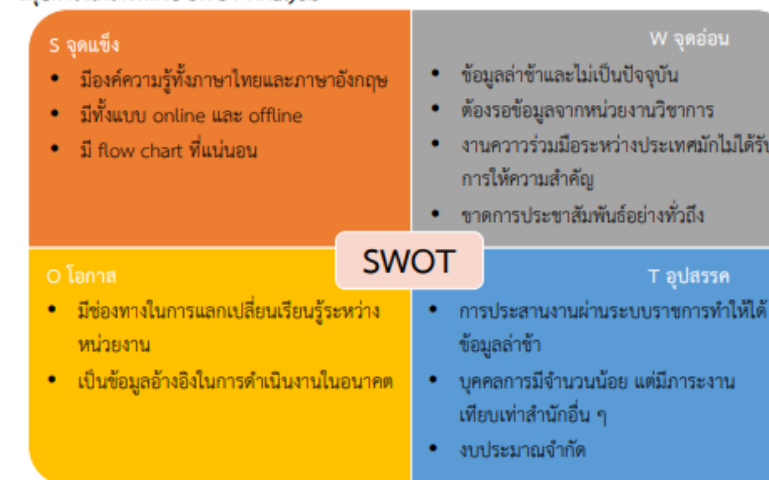 S จุดแข็ง
• มีองค์ความรู้ทั้งภาษาไทยและภาษาอังกฤษ
• มีทั้งแบบ online และ offline
• มี flow chart ที่แน่นอน
W จุดอ่อน
• ข้อมูลล่าช้าและไม่เป็นปัจจุบัน
• ต้องรอข้อมูลจากหน่วยงานวิชาการ
• งานควาวร่วมมือระหว่างประเทศมักไม่ได้รับ
การให้ความสำคัญ
• ขาดการประชาสัมพันธ์อย่างทั่วถึง
SWOT
O โอกาส
• มีช่องทางในการแลกเปลี่ยนเรียนรู้ระหว่าง
หน่วยงาน
• เป็นข้อมูลอ้างอิงในการดำเนินงานในอนาคต
T อุปสรรค
• การประสานงานผ่านระบบราชการทำให้ได้
ข้อมูลล่าช้า
• บุคคลการมีจำนวนน้อย แต่มีภาระงาน
เทียบเท่าสำนักอื่น ๆ
• งบประมาณจำกัด